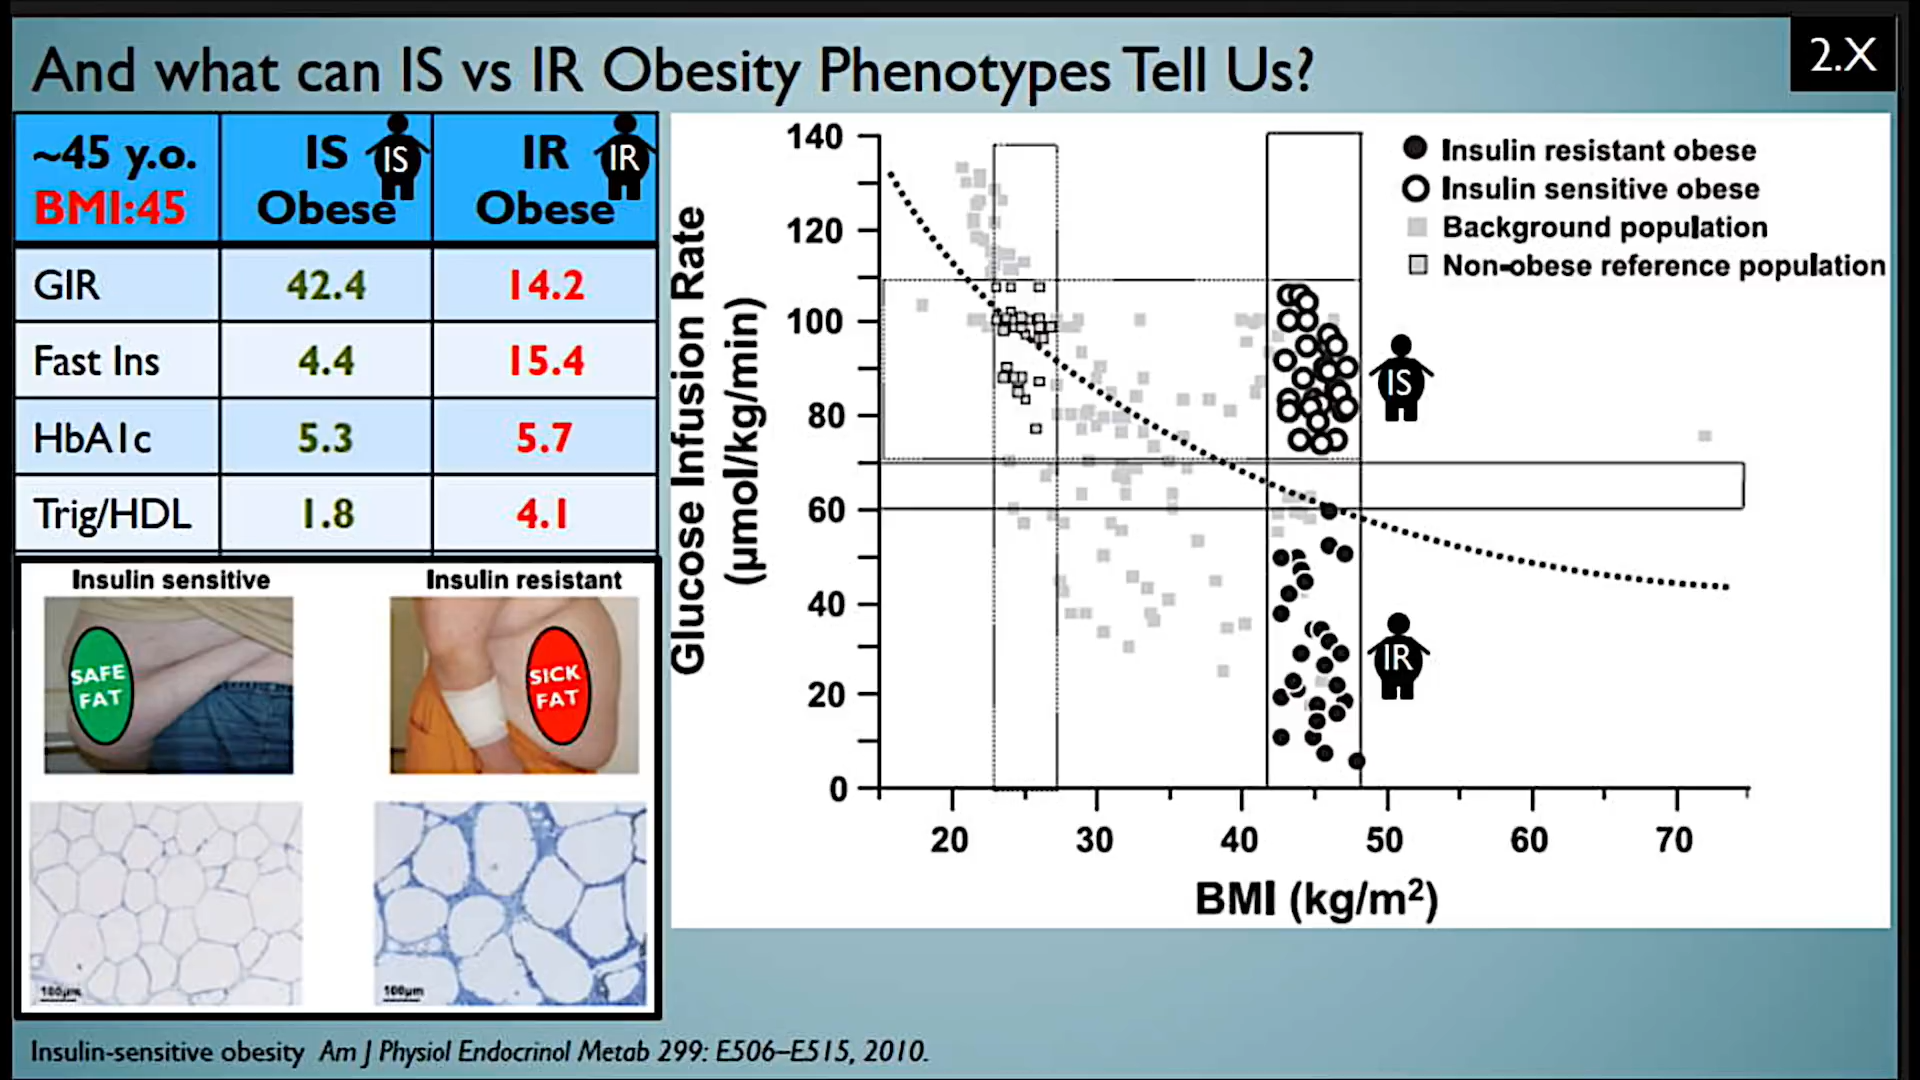 And what can IS vs IR Obesity Phenotypes Tell Us?
2.X
~45 y.o.
BMI:45
IS
Obese
IS
IR
Obese
IR
GIR 42.4 14.2
Fast Ins 4.4 15.4
HbA1c 5.3 5.7
Trig/HDL 1.8 4.1
Insulin sensitive
Insulin resistant
SAFE
FAT
SICK
FAT
100µm
100µm
Glucose Infusion Rate
(µmol/kg/min)
140
120
100
80
60
40
20
0
Insulin resistant obese
Insulin sensitive obese
Background population
Non-obese reference population
IS
IR
20 30 40 50 60 70
BMI (kg/m²)
Insulin-sensitive obesity Am J Physiol Endocrinol Metab 299: E506–E515, 2010.